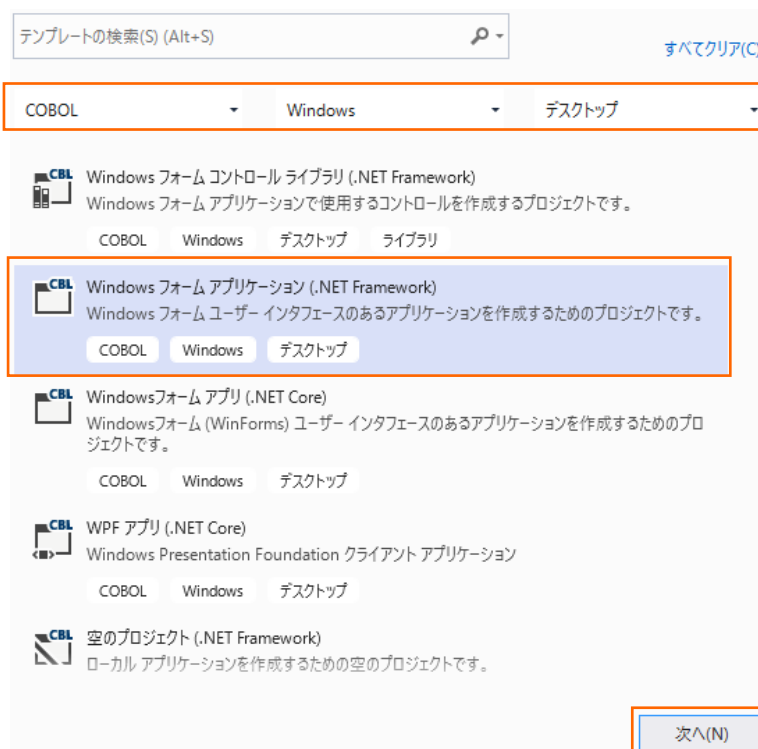 テンプレートの検索(S) (Alt+S)
すべてクリア(C)
COBOL Windows デスクトップ
CBL Windows フォーム コントロール ライブラリ (.NET Framework)
Windows フォーム アプリケーションで使用するコントロールを作成するプロジェクトです。
COBOL Windows デスクトップ ライブラリ
CBL Windows フォーム アプリケーション (.NET Framework)
Windows フォーム ユーザー インタフェースのあるアプリケーションを作成するためのプロジェクトです。
COBOL Windows デスクトップ
CBL Windowsフォーム アプリ (.NET Core)
Windowsフォーム (WinForms) ユーザー インタフェースのあるアプリケーションを作成するためのプロ
ジェクトです。
COBOL Windows デスクトップ
CBL WPF アプリ (.NET Core)
Windows Presentation Foundation クライアント アプリケーション
COBOL Windows デスクトップ
CBL 空のプロジェクト (.NET Framework)
ローカル アプリケーションを作成するための空のプロジェクトです。
次へ(N)